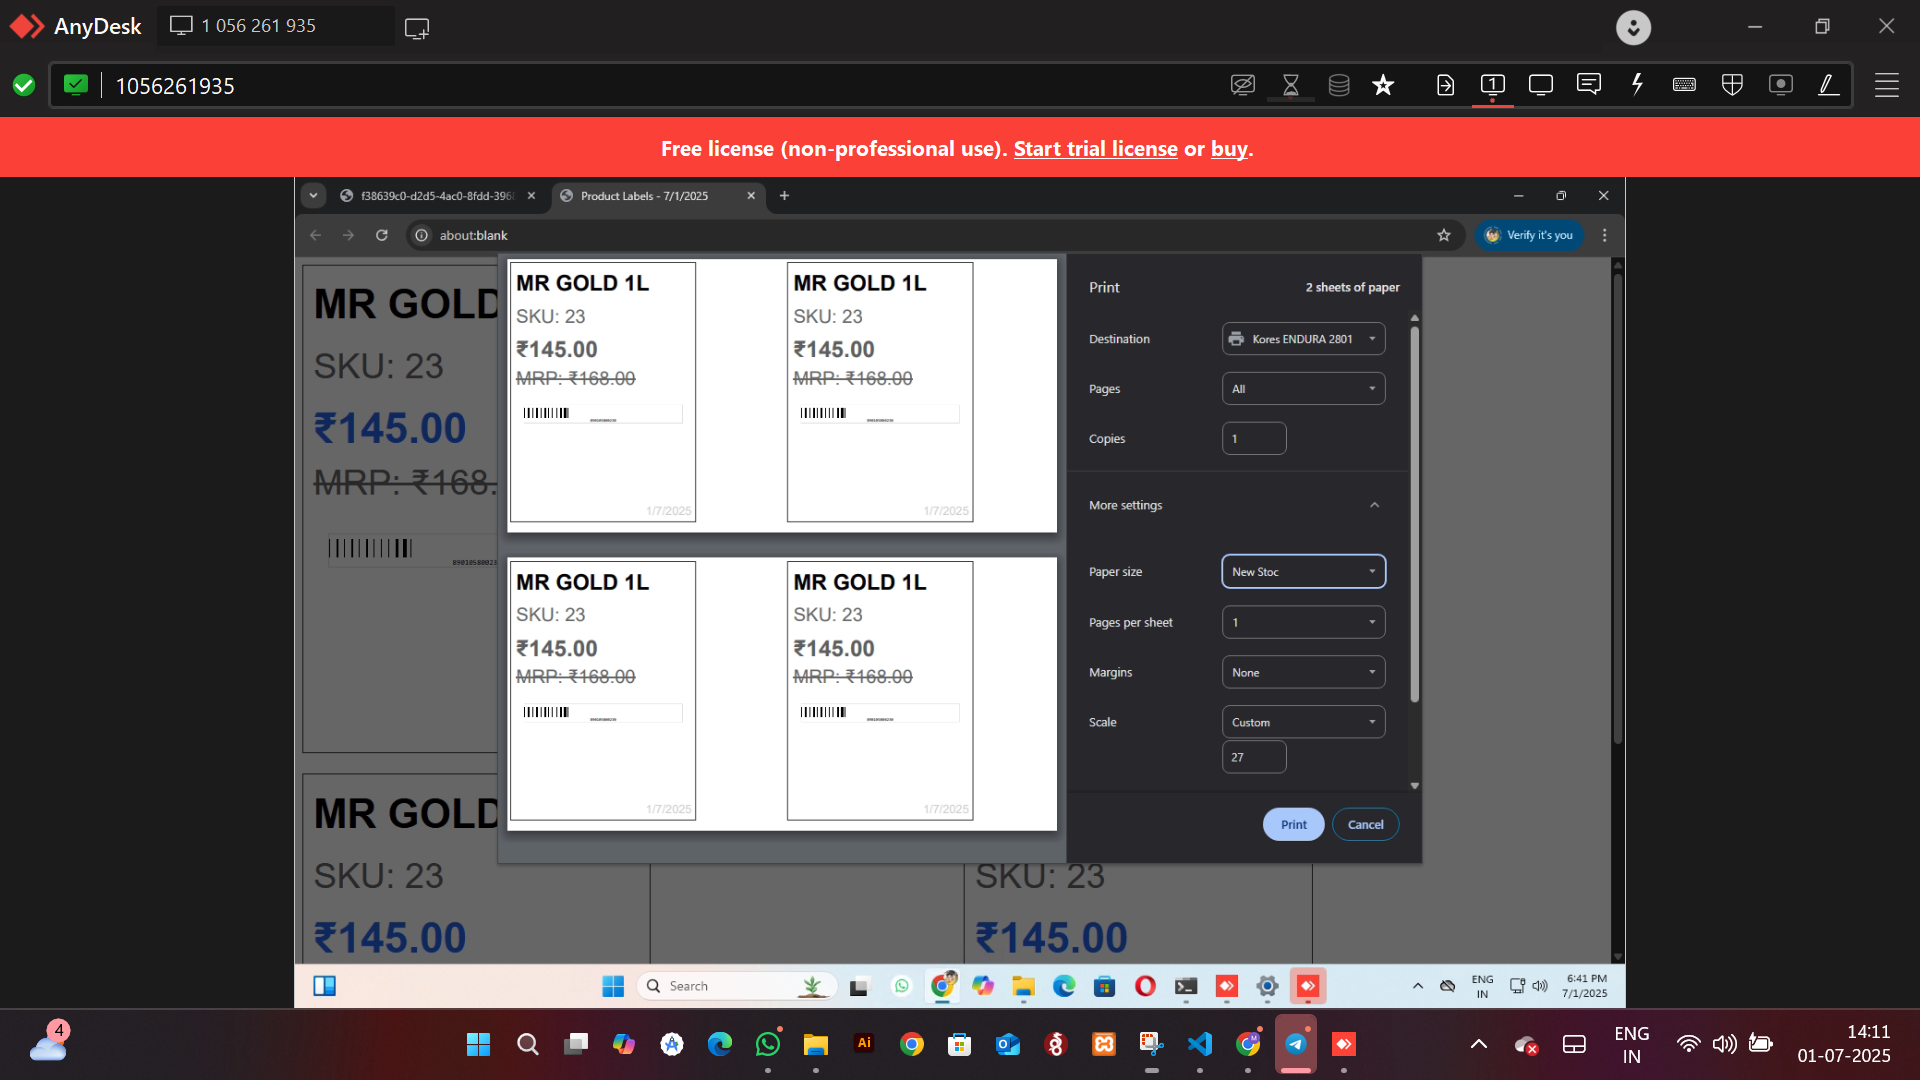 AnyDesk
1 056 261 935
1056261935
Free license (non-professional use). Start trial license or buy.
f38639c0-d2d5-4ac0-8fdd-396
Product Labels - 7/1/2025
about:blank
Verify it's you
MR GOLD
SKU: 23
₹145.00
MRP: ₹168.
MR GOLD 1L
SKU: 23
₹145.00
MRP: ₹168.00
1/7/2025
MR GOLD 1L
SKU: 23
₹145.00
MRP: ₹168.00
1/7/2025
MR GOLD 1L
SKU: 23
₹145.00
MRP: ₹168.00
1/7/2025
MR GOLD 1L
SKU: 23
₹145.00
MRP: ₹168.00
1/7/2025
Print
2 sheets of paper
Destination
Kores ENDURA 2801
Pages
All
Copies
1
More settings
Paper size
New Stoc
Pages per sheet
1
Margins
None
Scale
Custom
27
Print
Cancel
MR GOLD
SKU: 23
₹145.00
SKU: 23
₹145.00
Search
ENG
IN
6:41 PM
7/1/2025
4
Ai
ENG
IN
14:11
01-07-2025